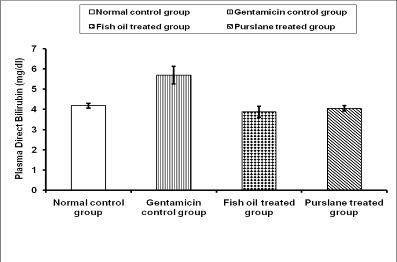 Normal control group
Gentamicin control group
Fish oil treated group
Purslane treated group
Plasma Direct Bilirubin (mg/dl)
7
6
5
4
3
2
1
0
Normal control
group
Gentamicin
control group
Fish oil treated
group
Purslane treated
group